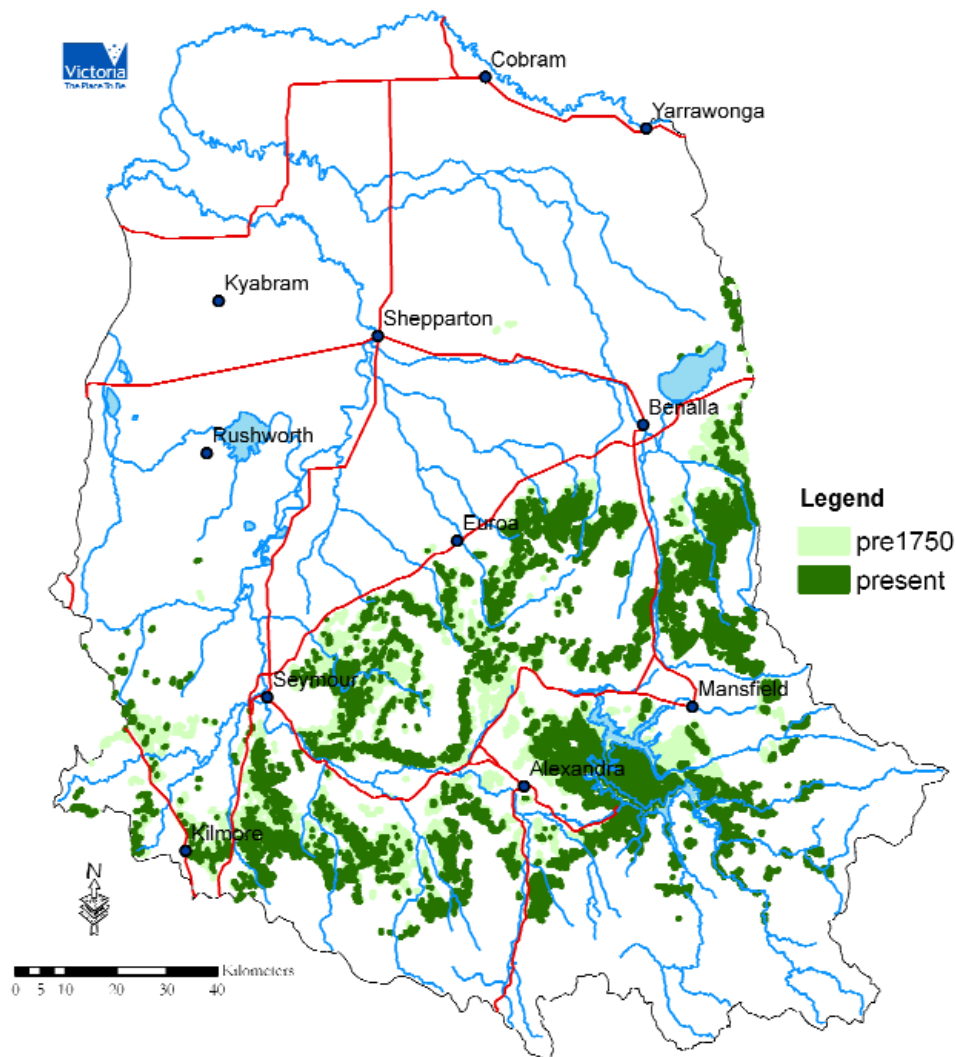 Victoria
The Place To Be
Cobram
Yarrawonga
Kyabram
Shepparton
Benalla
Rushworth
Euroa
Legend
pre1750
present
Seymour
Mansfield
Alexandra
Kilmore
N
Kilometers
0 5 10 20 30 40